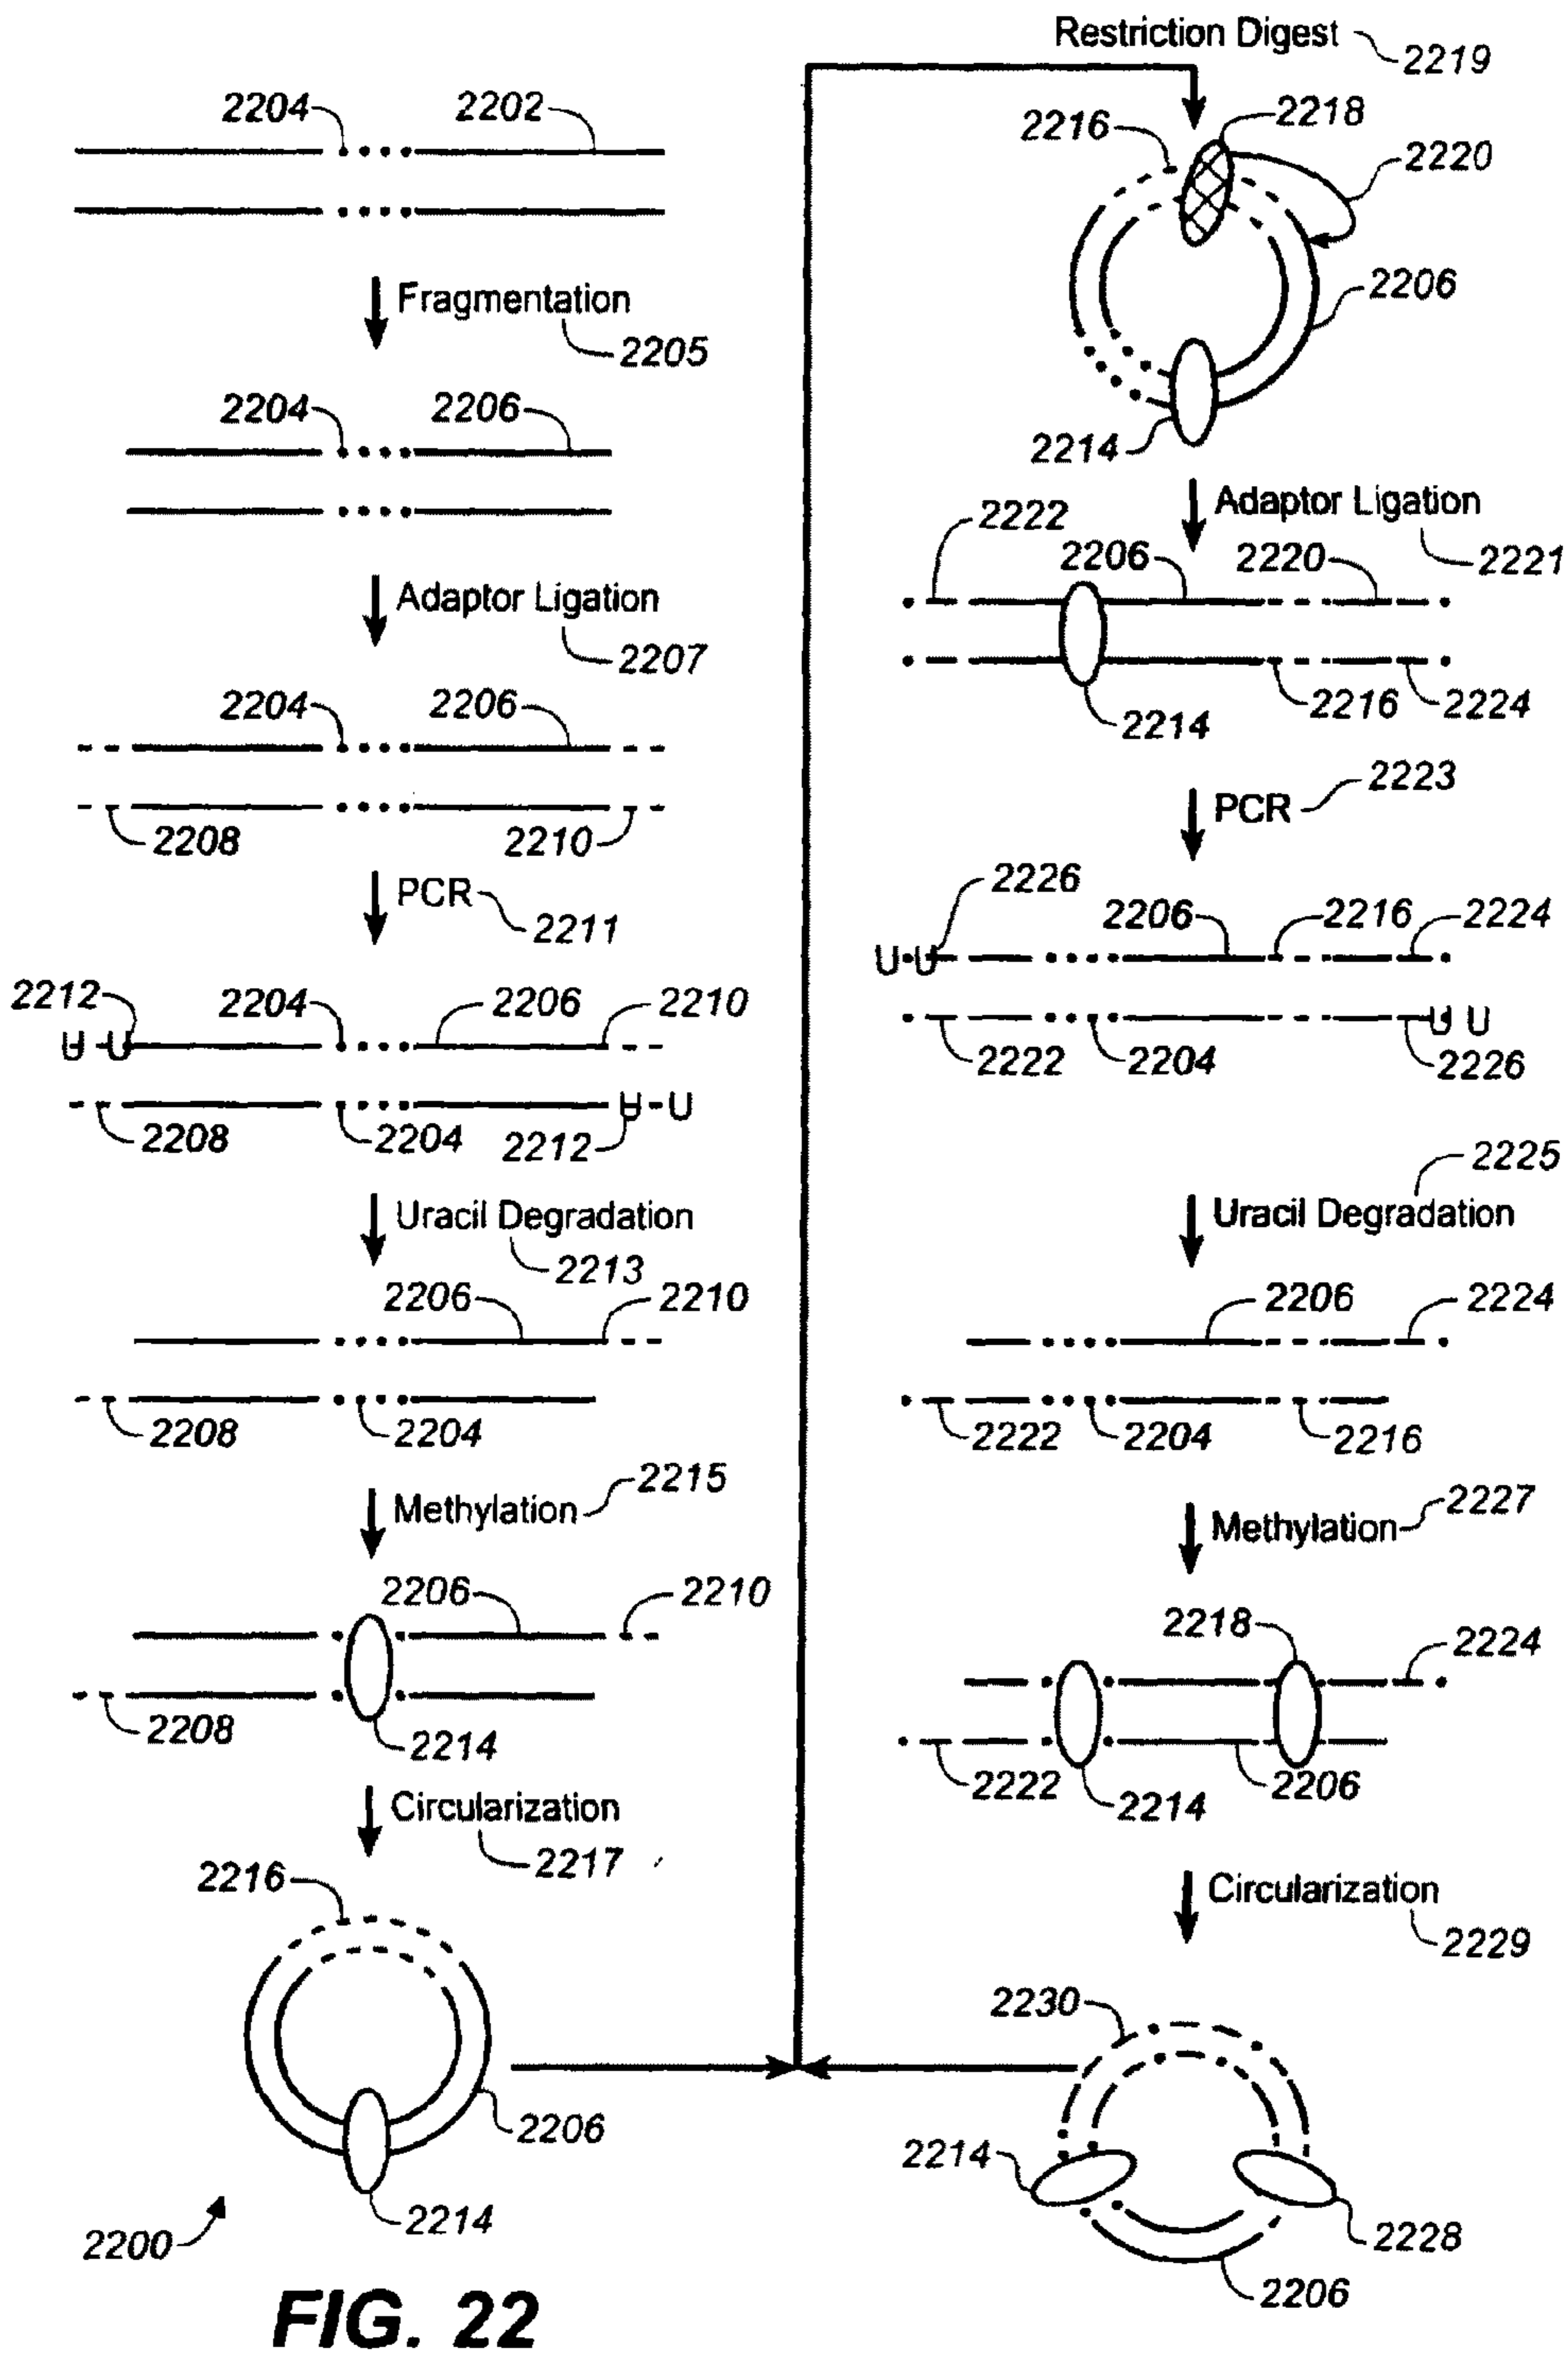 2204 2202
Fragmentation
2205
2204 2206
Adaptor Ligation
2207
2204 2206
2208 2210
PCR
2211
2212 2204 2206 2210
U U
U U
2208 2204 2212
Uracil Degradation
2213
2206 2210
2208 2204
Methylation 2215
2206 2210
2208 2214
Circularization
2217
2216
2206
2214
2200
FIG. 22
Restriction Digest 2219
2216 2218
2220
2206
2214
Adaptor Ligation
2221
2222 2206 2220
2216 2224
2214
PCR 2223
2226 2206 2216 2224
U U
U U
2222 2204 2226
2225
Uracil Degradation
2206 2224
2222 2204 2216
Methylation 2227
2218 2224
2222 2214 2206
Circularization
2229
2230
2214
2228
2206